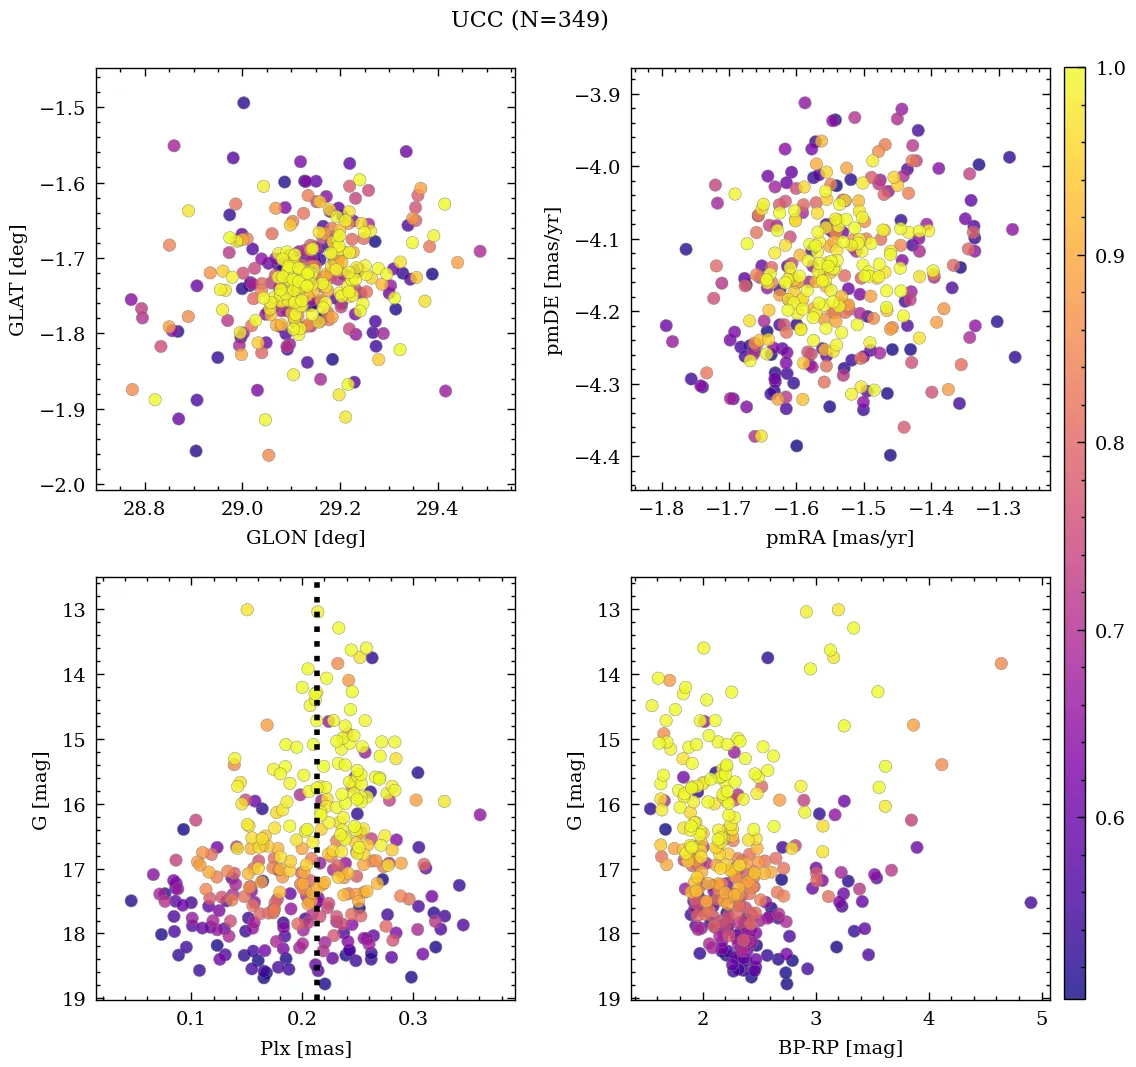 UCC (N=349)
−1.5
−1.6
−1.7
−1.8
−1.9
−2.0
GLAT [deg]
28.8 29.0 29.2 29.4
GLON [deg]
−3.9
−4.0
−4.1
−4.2
−4.3
−4.4
pmDE [mas/yr]
−1.8 −1.7 −1.6 −1.5 −1.4 −1.3
pmRA [mas/yr]
13
14
15
16
17
18
19
G [mag]
0.1 0.2 0.3
Plx [mas]
13
14
15
16
17
18
19
G [mag]
2 3 4 5
BP-RP [mag]
1.0
0.9
0.8
0.7
0.6